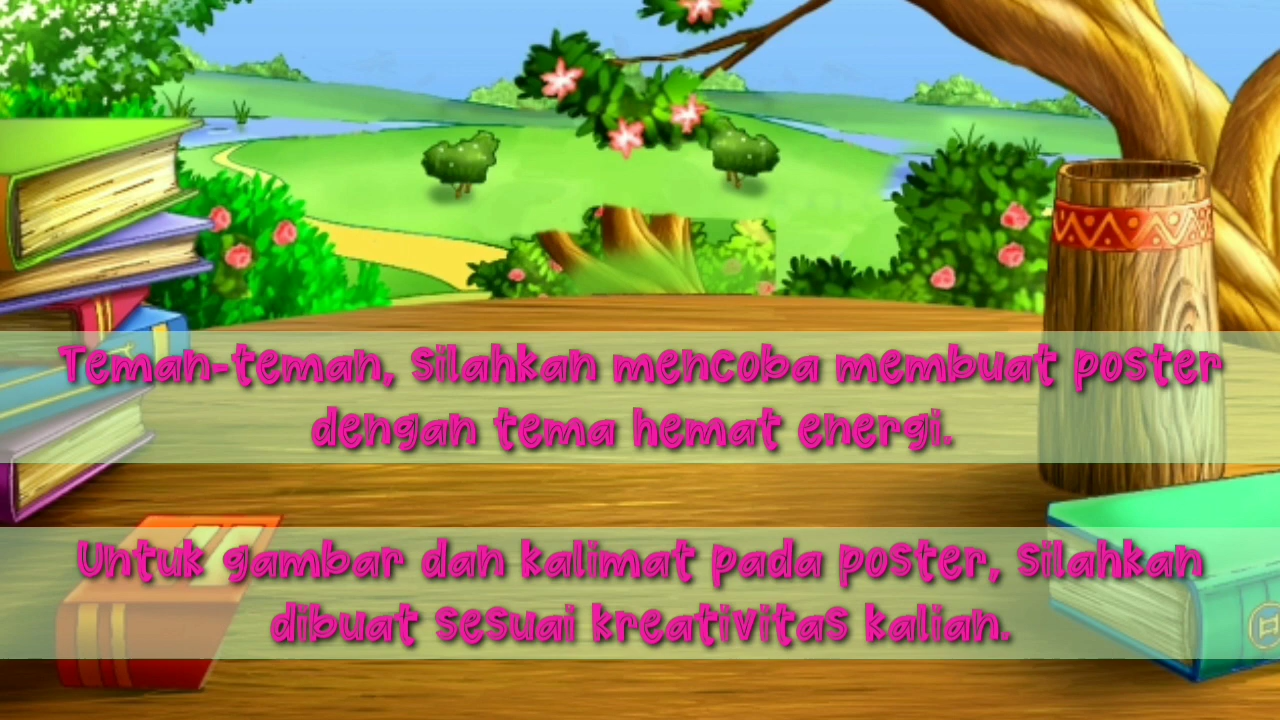 Teman-teman, silahkan mencoba membuat poster
dengan tema hemat energi.
Untuk gambar dan kalimat pada poster, silahkan
dibuat sesuai kreativitas kalian.